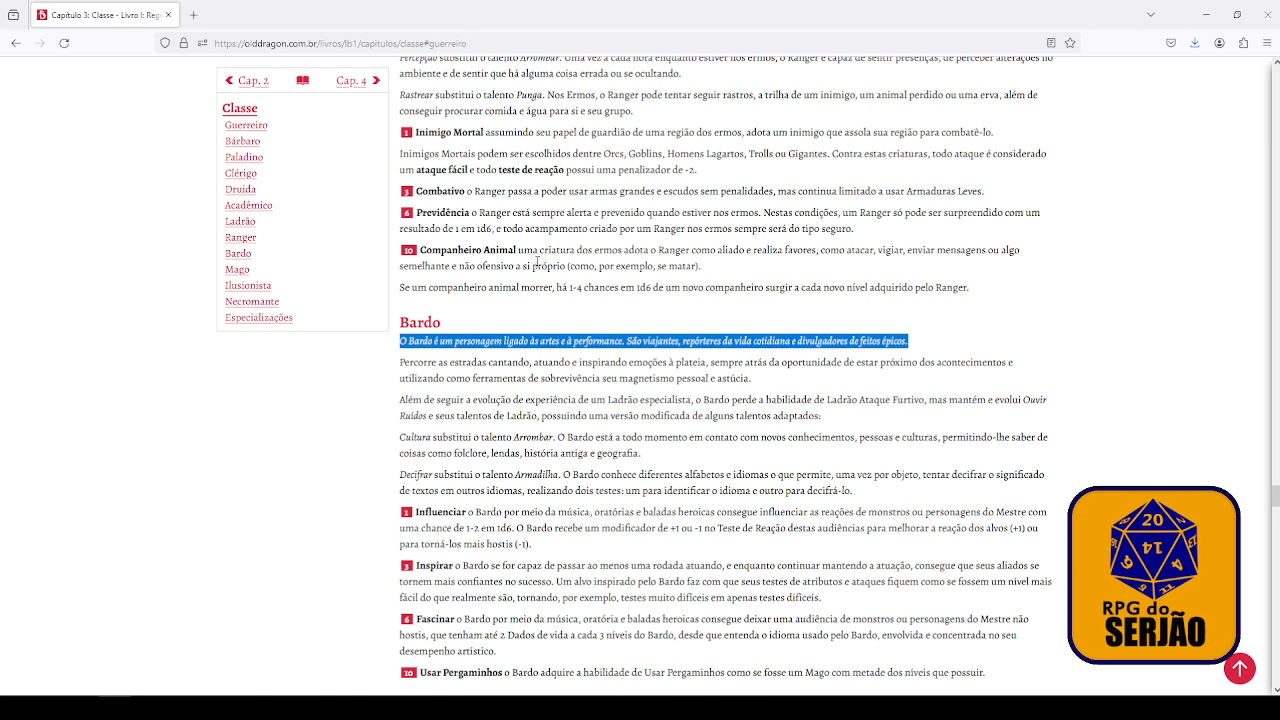 Capítulo 3: Classe - Livro I: Reg
https://olddragon.com.br/livros/lb1/capitulos/classe#guerreiro
Cap. 2
Cap. 4
Classe
Guerreiro
Bárbaro
Paladino
Clérigo
Druida
Acadêmico
Ladrão
Ranger
Bardo
Mago
Ilusionista
Necromante
Especializações
Percepção substitui o talento Arrombar. Uma vez a cada hora enquanto estiver nos ermos, o Ranger é capaz de sentir presenças, de perceber alterações no
ambiente e de sentir que há alguma coisa errada ou se ocultando.
Rastrear substitui o talento Punga. Nos Ermos, o Ranger pode tentar seguir rastros, a trilha de um inimigo, um animal perdido ou uma erva, além de
conseguir procurar comida e água para si e seu grupo.
1 Inimigo Mortal assumindo seu papel de guardião de uma região dos ermos, adota um inimigo que assola sua região para combatê-lo.
Inimigos Mortais podem ser escolhidos dentre Orcs, Goblins, Homens Lagartos, Trolls ou Gigantes. Contra estas criaturas, todo ataque é considerado
um ataque fácil e todo teste de reação possui uma penalizador de -2.
3 Combativo o Ranger passa a poder usar armas grandes e escudos sem penalidades, mas continua limitado a usar Armaduras Leves.
6 Previdência o Ranger está sempre alerta e prevenido quando estiver nos ermos. Nestas condições, um Ranger só pode ser surpreendido com um
resultado de 1 em 1d6, e todo acampamento criado por um Ranger nos ermos sempre será do tipo seguro.
10 Companheiro Animal uma criatura dos ermos adota o Ranger como aliado e realiza favores, como atacar, vigiar, enviar mensagens ou algo
semelhante e não ofensivo a si próprio (como, por exemplo, se matar).
Se um companheiro animal morrer, há 1-4 chances em 1d6 de um novo companheiro surgir a cada novo nível adquirido pelo Ranger.
Bardo
O Bardo é um personagem ligado às artes e à performance. São viajantes, repórteres da vida cotidiana e divulgadores de feitos épicos.
Percorre as estradas cantando, atuando e inspirando emoções à plateia, sempre atrás da oportunidade de estar próximo dos acontecimentos e
utilizando como ferramentas de sobrevivência seu magnetismo pessoal e astúcia.
Além de seguir a evolução de experiência de um Ladrão especialista, o Bardo perde a habilidade de Ladrão Ataque Furtivo, mas mantém e evolui Ouvir
Ruídos e seus talentos de Ladrão, possuindo uma versão modificada de alguns talentos adaptados:
Cultura substitui o talento Arrombar. O Bardo está a todo momento em contato com novos conhecimentos, pessoas e culturas, permitindo-lhe saber de
coisas como folclore, lendas, história antiga e geografia.
Decifrar substitui o talento Armadilha. O Bardo conhece diferentes alfabetos e idiomas o que permite, uma vez por objeto, tentar decifrar o significado
de textos em outros idiomas, realizando dois testes: um para identificar o idioma e outro para decifrá-lo.
1 Influenciar o Bardo por meio da música, oratórias e baladas heroicas consegue influenciar as reações de monstros ou personagens do Mestre com
uma chance de 1-2 em 1d6. O Bardo recebe um modificador de +1 ou -1 no Teste de Reação destas audiências para melhorar a reação dos alvos (+1) ou
para torná-los mais hostis (-1).
3 Inspirar o Bardo se for capaz de passar ao menos uma rodada atuando, e enquanto continuar mantendo a atuação, consegue que seus aliados se
tornem mais confiantes no sucesso. Um alvo inspirado pelo Bardo faz com que seus testes de atributos e ataques fiquem como se fossem um nível mais
fácil do que realmente são, tornando, por exemplo, testes muito difíceis em apenas testes difíceis.
6 Fascinar o Bardo por meio da música, oratória e baladas heroicas consegue deixar uma audiência de monstros ou personagens do Mestre não
hostis, que tenham até 2 Dados de vida a cada 3 níveis do Bardo, desde que entenda o idioma usado pelo Bardo, envolvida e concentrada no seu
desempenho artístico.
10 Usar Pergaminhos o Bardo adquire a habilidade de Usar Pergaminhos como se fosse um Mago com metade dos níveis que possuir.
20
14
RPG do
SERJÃO